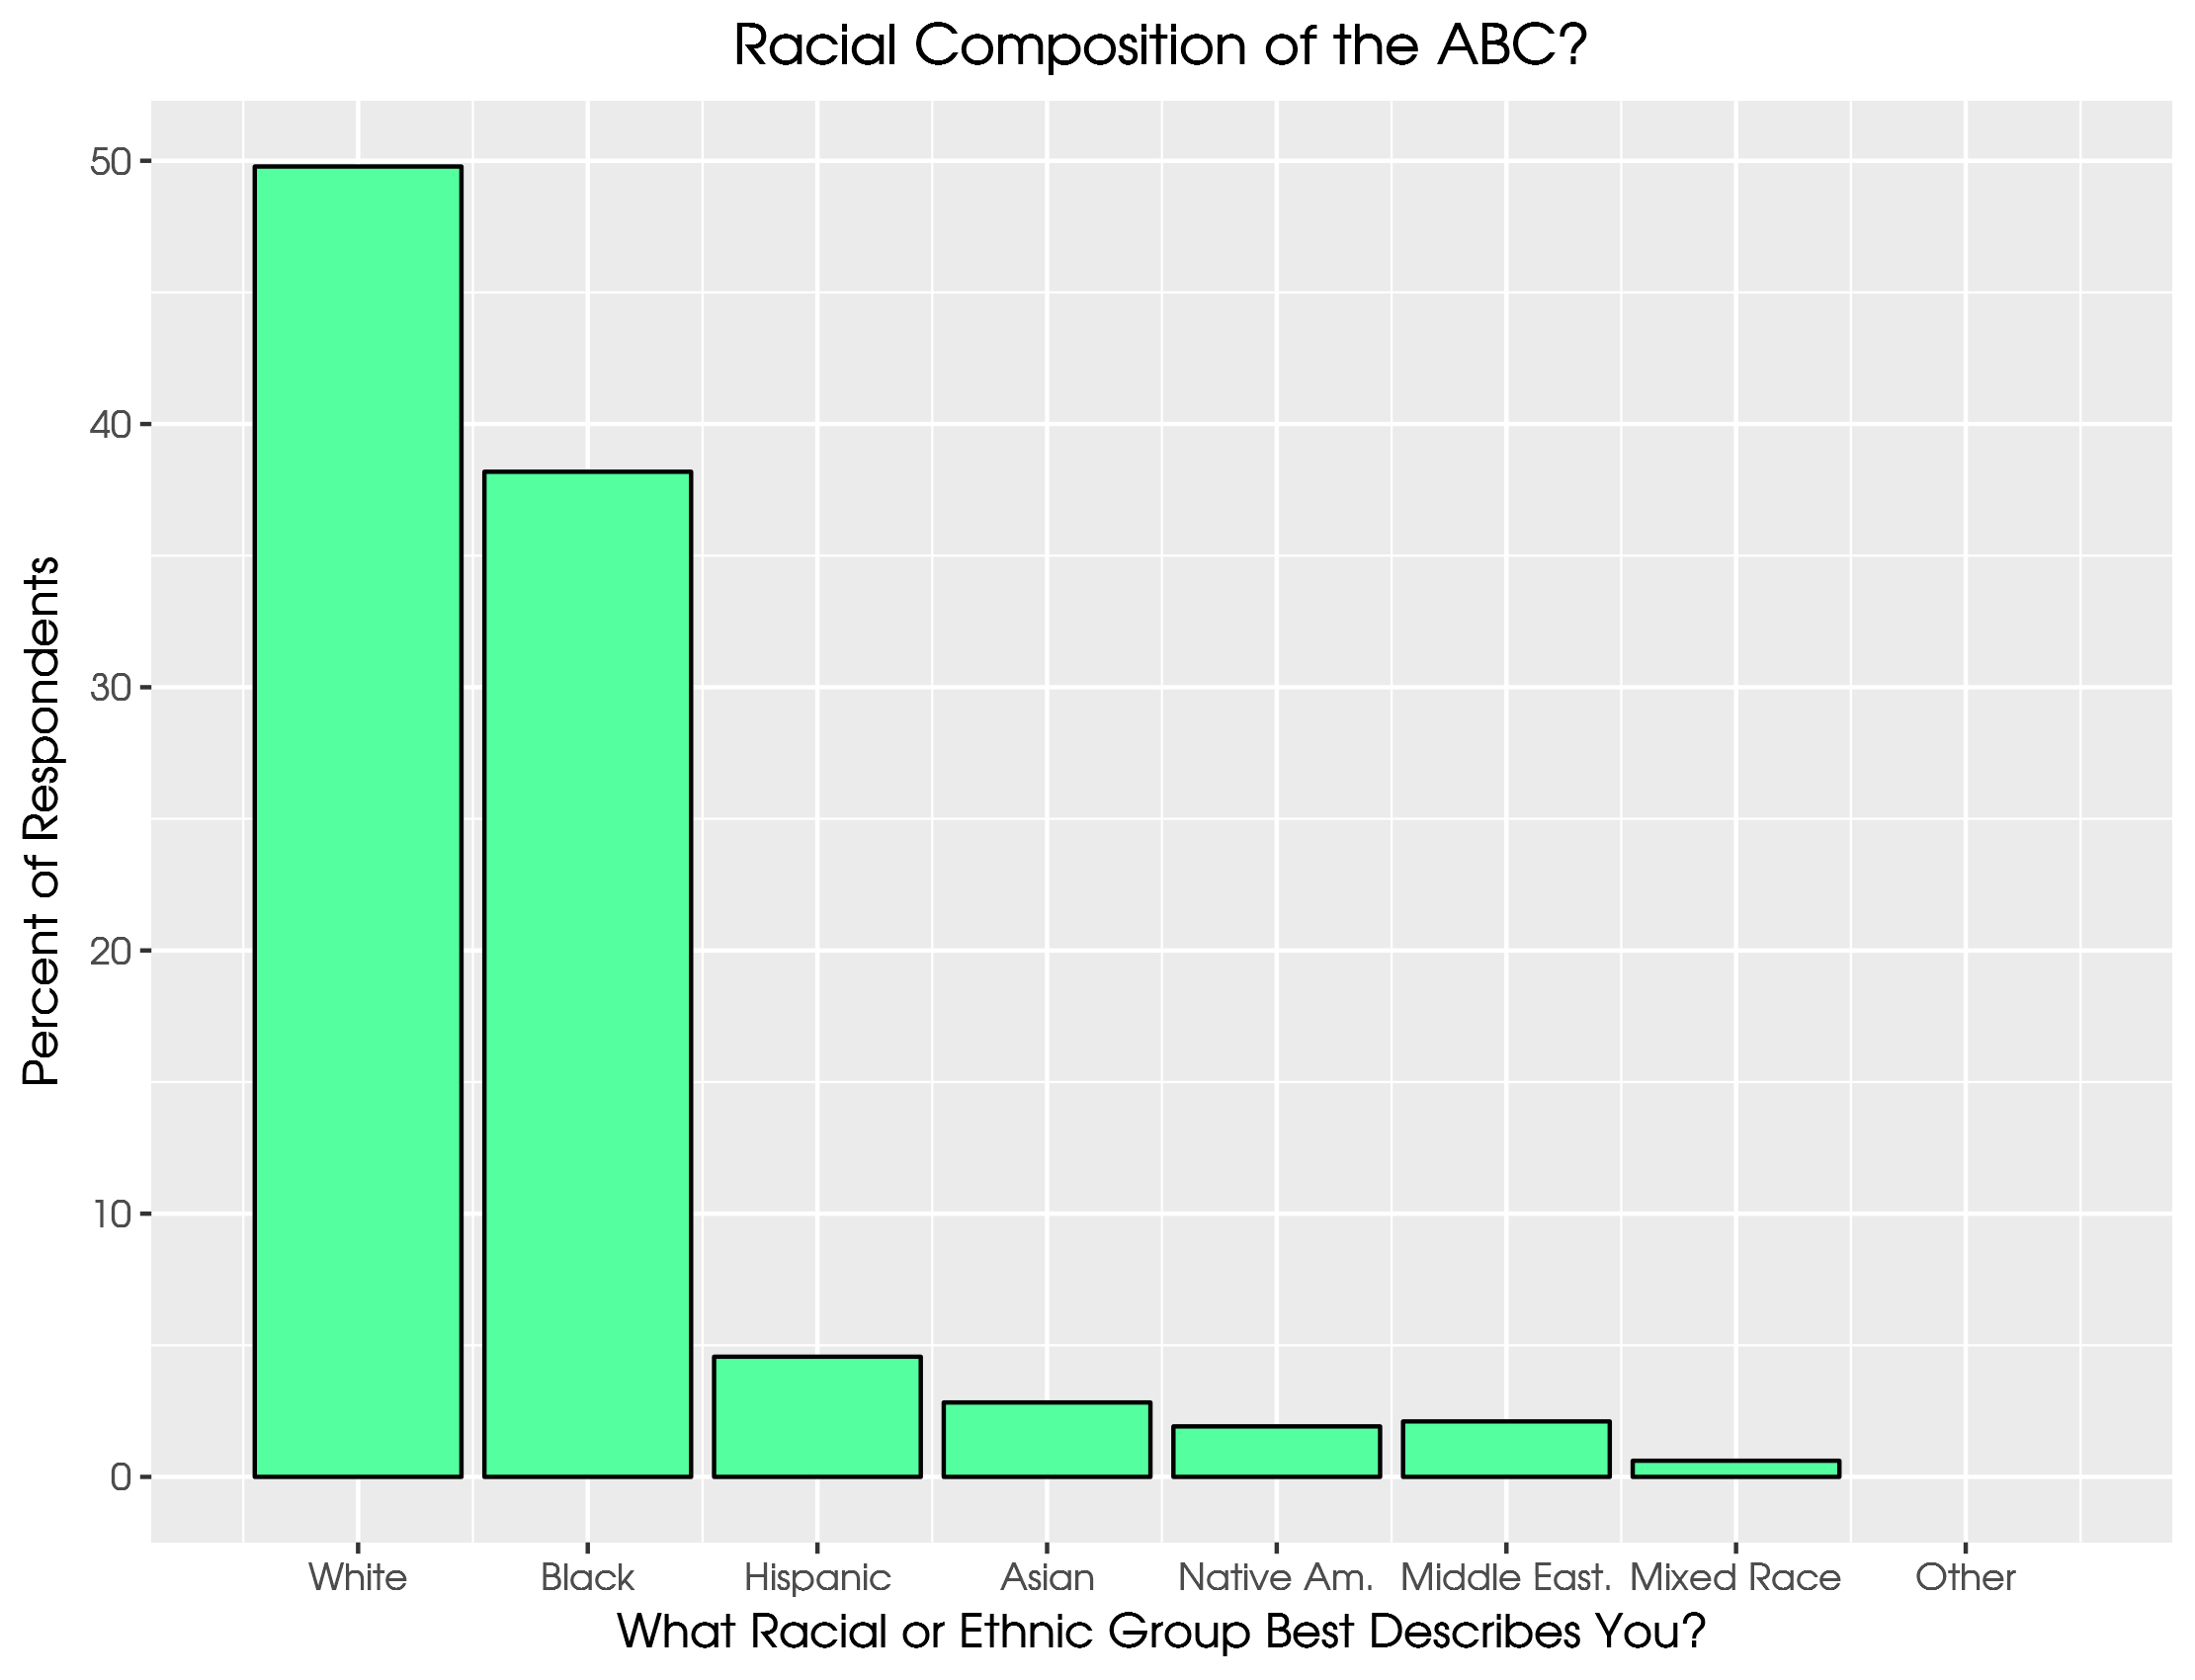 Racial Composition of the ABC?
Percent of Respondents
50
40
30
20
10
0
White Black Hispanic Asian Native Am. Middle East. Mixed Race Other
What Racial or Ethnic Group Best Describes You?